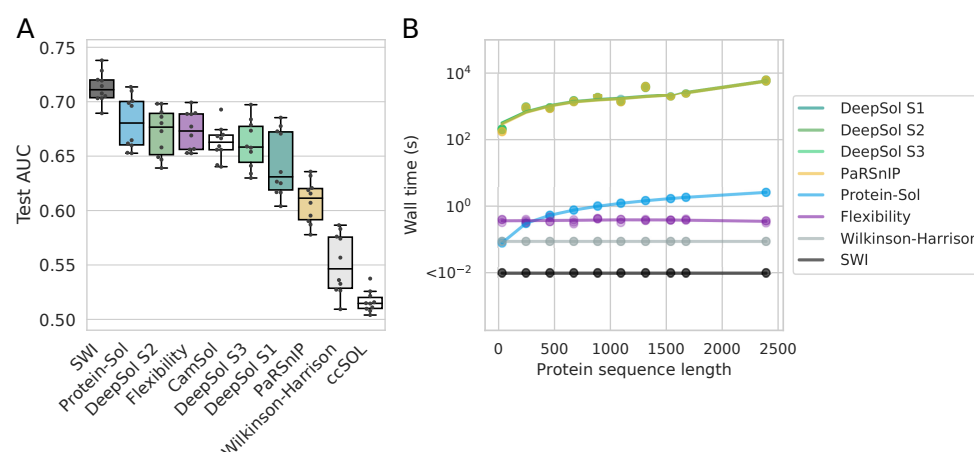 A
Test AUC
0.75
0.70
0.65
0.60
0.55
0.50
SWI
Protein-Sol
DeepSol S2
Flexibility
CamSol
DeepSol S3
DeepSol S1
PaRSnIP
Wilkinson-Harrison
ccSOL
B
Wall time (s)
10⁴
10²
10⁰
<10⁻²
0
500
1000
1500
2000
2500
Protein sequence length
DeepSol S1
DeepSol S2
DeepSol S3
PaRSnIP
Protein-Sol
Flexibility
Wilkinson-Harrison
SWI